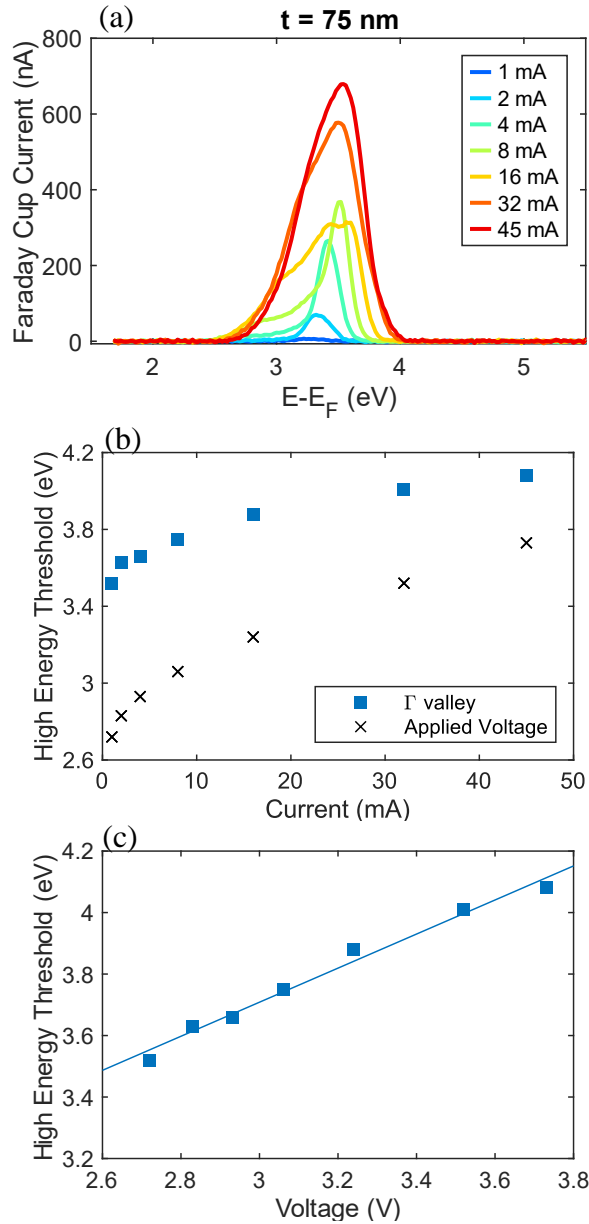 (a)
t = 75 nm
Faraday Cup Current (nA)
800
600
400
200
0
1 mA
2 mA
4 mA
8 mA
16 mA
32 mA
45 mA
2
3
4
5
E-E_F (eV)
(b)
High Energy Threshold (eV)
4.2
3.8
3.4
3
2.6
Γ valley
Applied Voltage
0
10
20
30
40
50
Current (mA)
(c)
High Energy Threshold (eV)
4.2
4
3.8
3.6
3.4
3.2
2.6
2.8
3
3.2
3.4
3.6
3.8
Voltage (V)